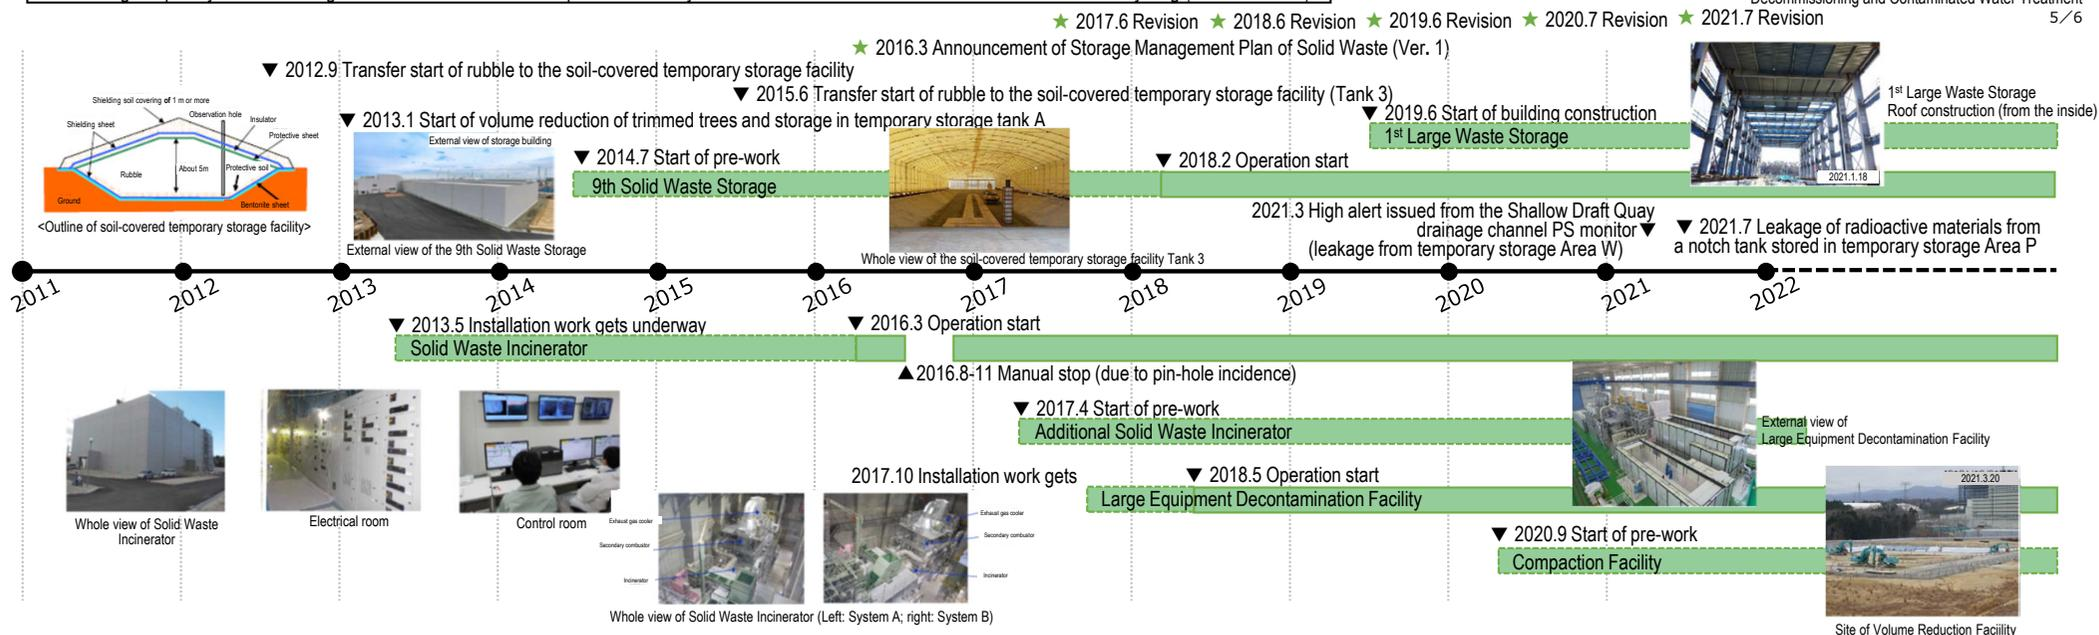 Decommissioning and Contaminated Water Treatment
5/6
★ 2017.6 Revision ★ 2018.6 Revision ★ 2019.6 Revision ★ 2020.7 Revision ★ 2021.7 Revision
★ 2016.3 Announcement of Storage Management Plan of Solid Waste (Ver. 1)
▼ 2012.9 Transfer start of rubble to the soil-covered temporary storage facility
▼ 2015.6 Transfer start of rubble to the soil-covered temporary storage facility (Tank 3)
▼ 2013.1 Start of volume reduction of trimmed trees and storage in temporary storage tank A
▼ 2019.6 Start of building construction
1st Large Waste Storage
1st Large Waste Storage
Roof construction (from the inside)
2021.1.18
Shielding soil covering of 1 m or more
Observation hole
Shielding sheet
Insulator
Protective sheet
Rubble
About 5m
Protective soil
Ground
Bentonite sheet
<Outline of soil-covered temporary storage facility>
External view of storage building
External view of the 9th Solid Waste Storage
▼ 2014.7 Start of pre-work
9th Solid Waste Storage
▼ 2018.2 Operation start
Whole view of the soil-covered temporary storage facility Tank 3
2021.3 High alert issued from the Shallow Draft Quay
drainage channel PS monitor ▼
(leakage from temporary storage Area W)
▼ 2021.7 Leakage of radioactive materials from
a notch tank stored in temporary storage Area P
2011
2012
2013
2014
2015
2016
2017
2018
2019
2020
2021
2022
▼ 2013.5 Installation work gets underway
Solid Waste Incinerator
▼ 2016.3 Operation start
▲ 2016.8-11 Manual stop (due to pin-hole incidence)
▼ 2017.4 Start of pre-work
Additional Solid Waste Incinerator
External view of
Large Equipment Decontamination Facility
2017.10 Installation work gets
▼ 2018.5 Operation start
Large Equipment Decontamination Facility
▼ 2020.9 Start of pre-work
Compaction Facility
2021.3.20
Site of Volume Reduction Faciility
Whole view of Solid Waste
Incinerator
Electrical room
Control room
Exhaust gas cooler
Secondary combustor
Incinerator
Exhaust gas cooler
Secondary combustor
Incinerator
Whole view of Solid Waste Incinerator (Left: System A; right: System B)